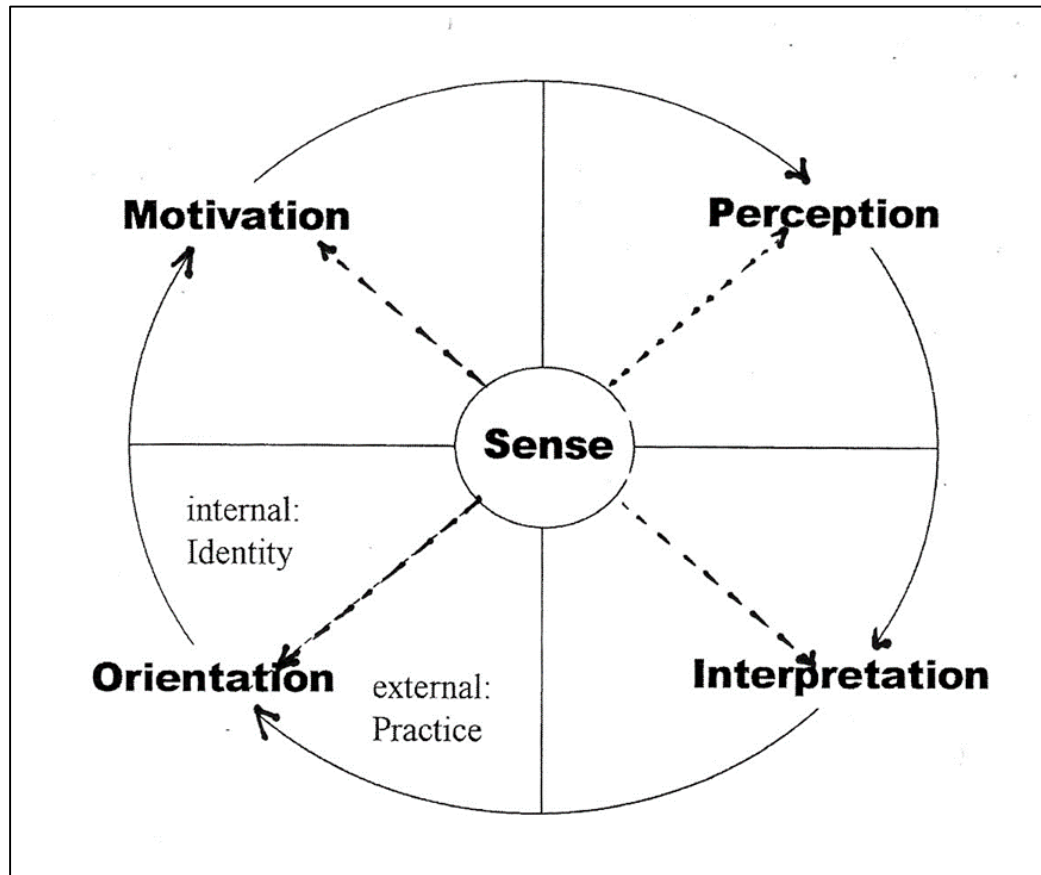 Motivation
Perception
Sense
internal:
Identity
Orientation
Interpretation
external:
Practice